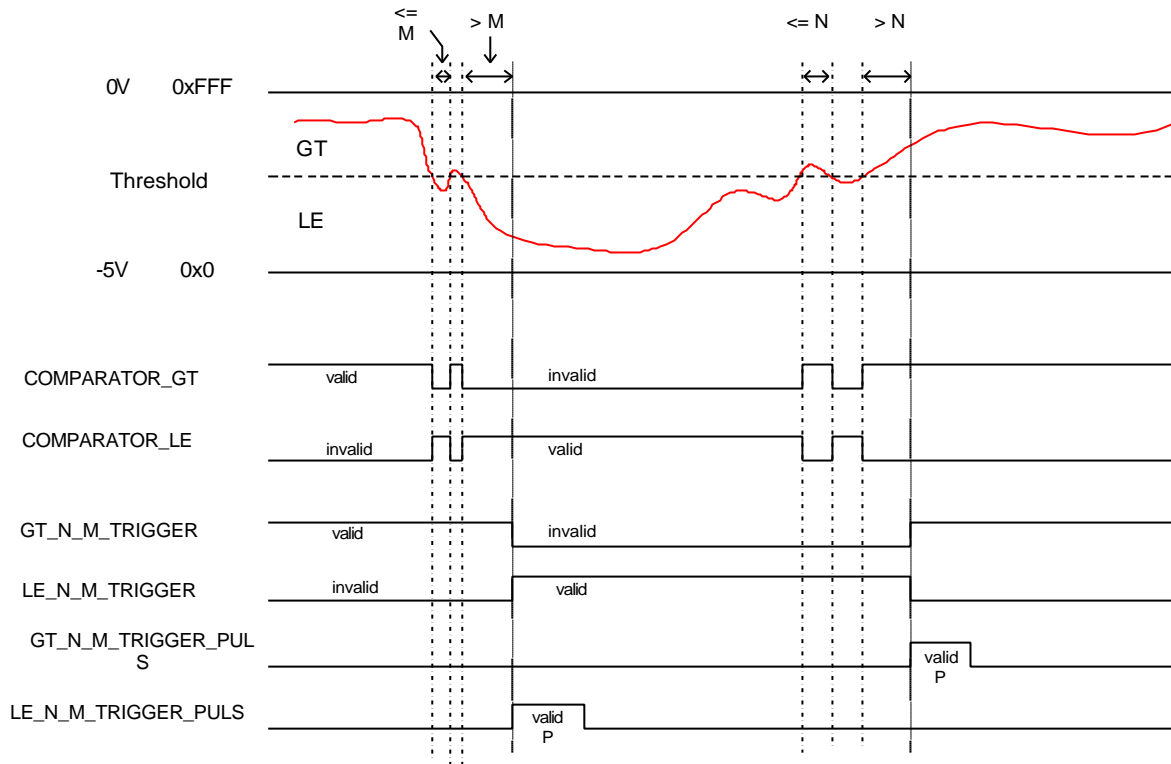 <=
M
> M
<= N
> N
0V 0xFFF
GT
Threshold
LE
-5V 0x0
COMPARATOR_GT
valid
invalid
COMPARATOR_LE
invalid
valid
GT_N_M_TRIGGER
valid
invalid
LE_N_M_TRIGGER
invalid
valid
GT_N_M_TRIGGER_PUL
S
valid
P
LE_N_M_TRIGGER_PULS
valid
P